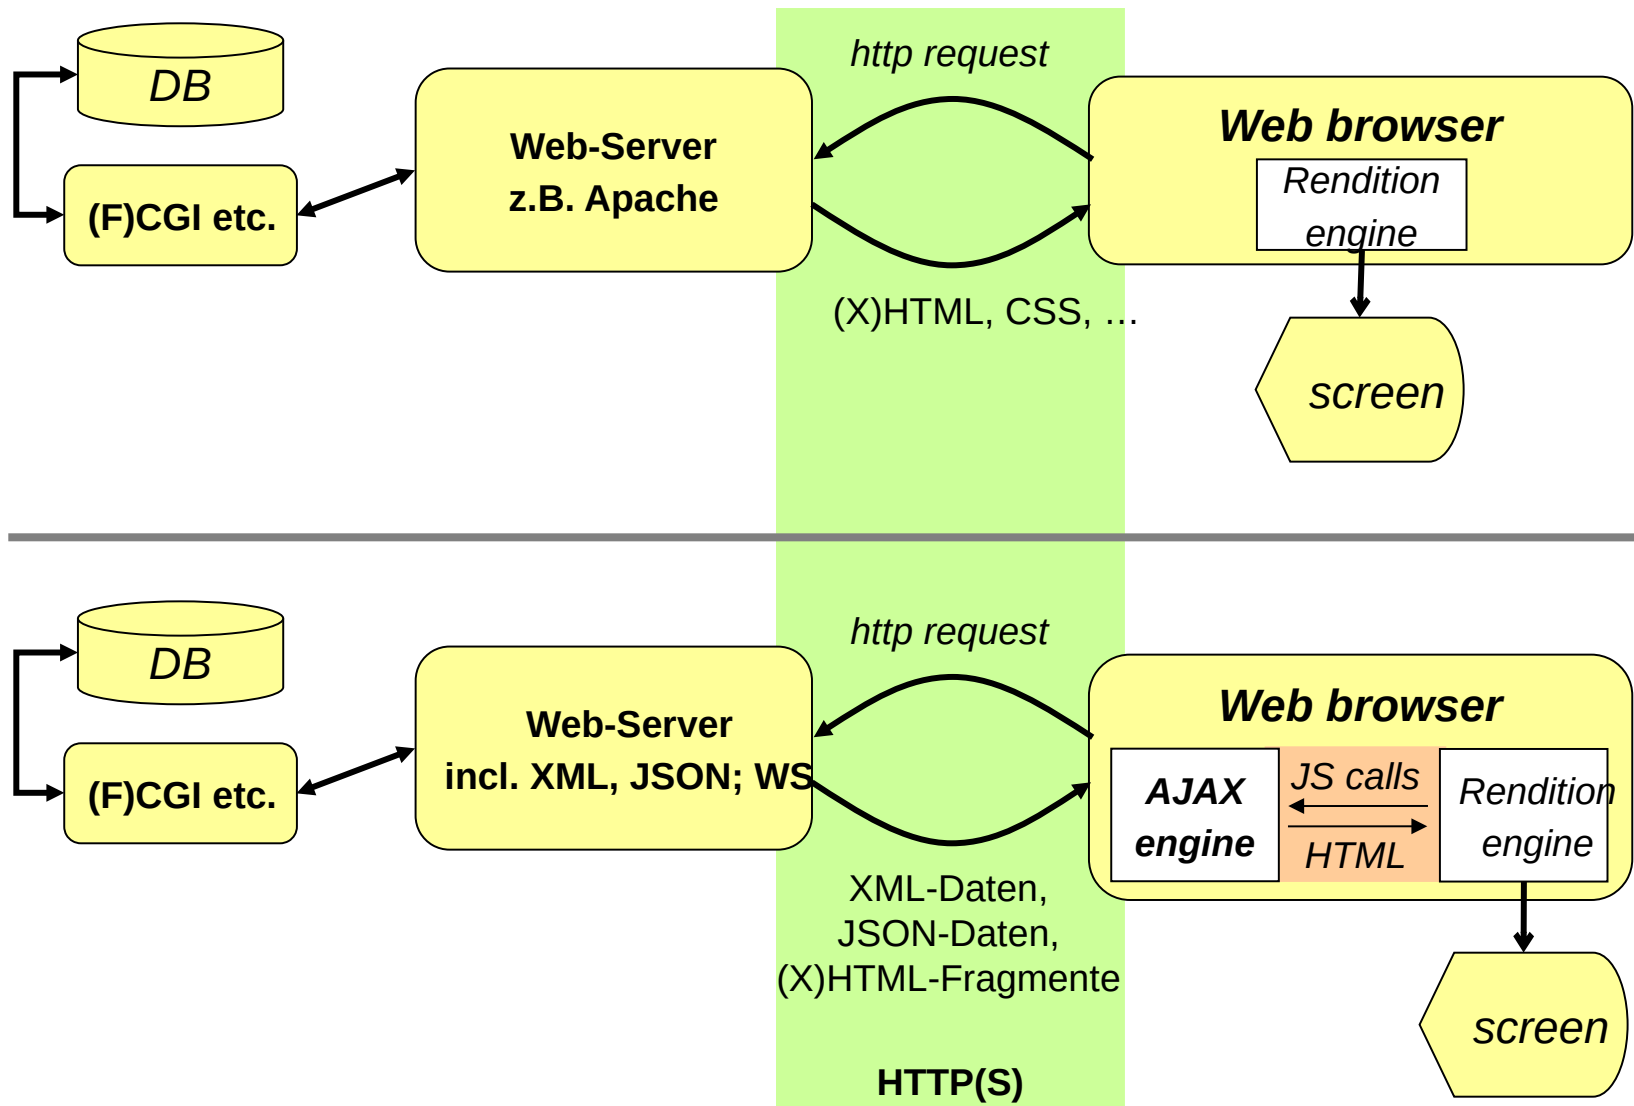 DB
(F)CGI etc.
Web-Server
z.B. Apache
http request
(X)HTML, CSS, …
Web browser
Rendition
engine
screen
DB
(F)CGI etc.
Web-Server
incl. XML, JSON; WS
http request
XML-Daten,
JSON-Daten,
(X)HTML-Fragmente
HTTP(S)
Web browser
AJAX
engine
JS calls
HTML
Rendition
engine
screen